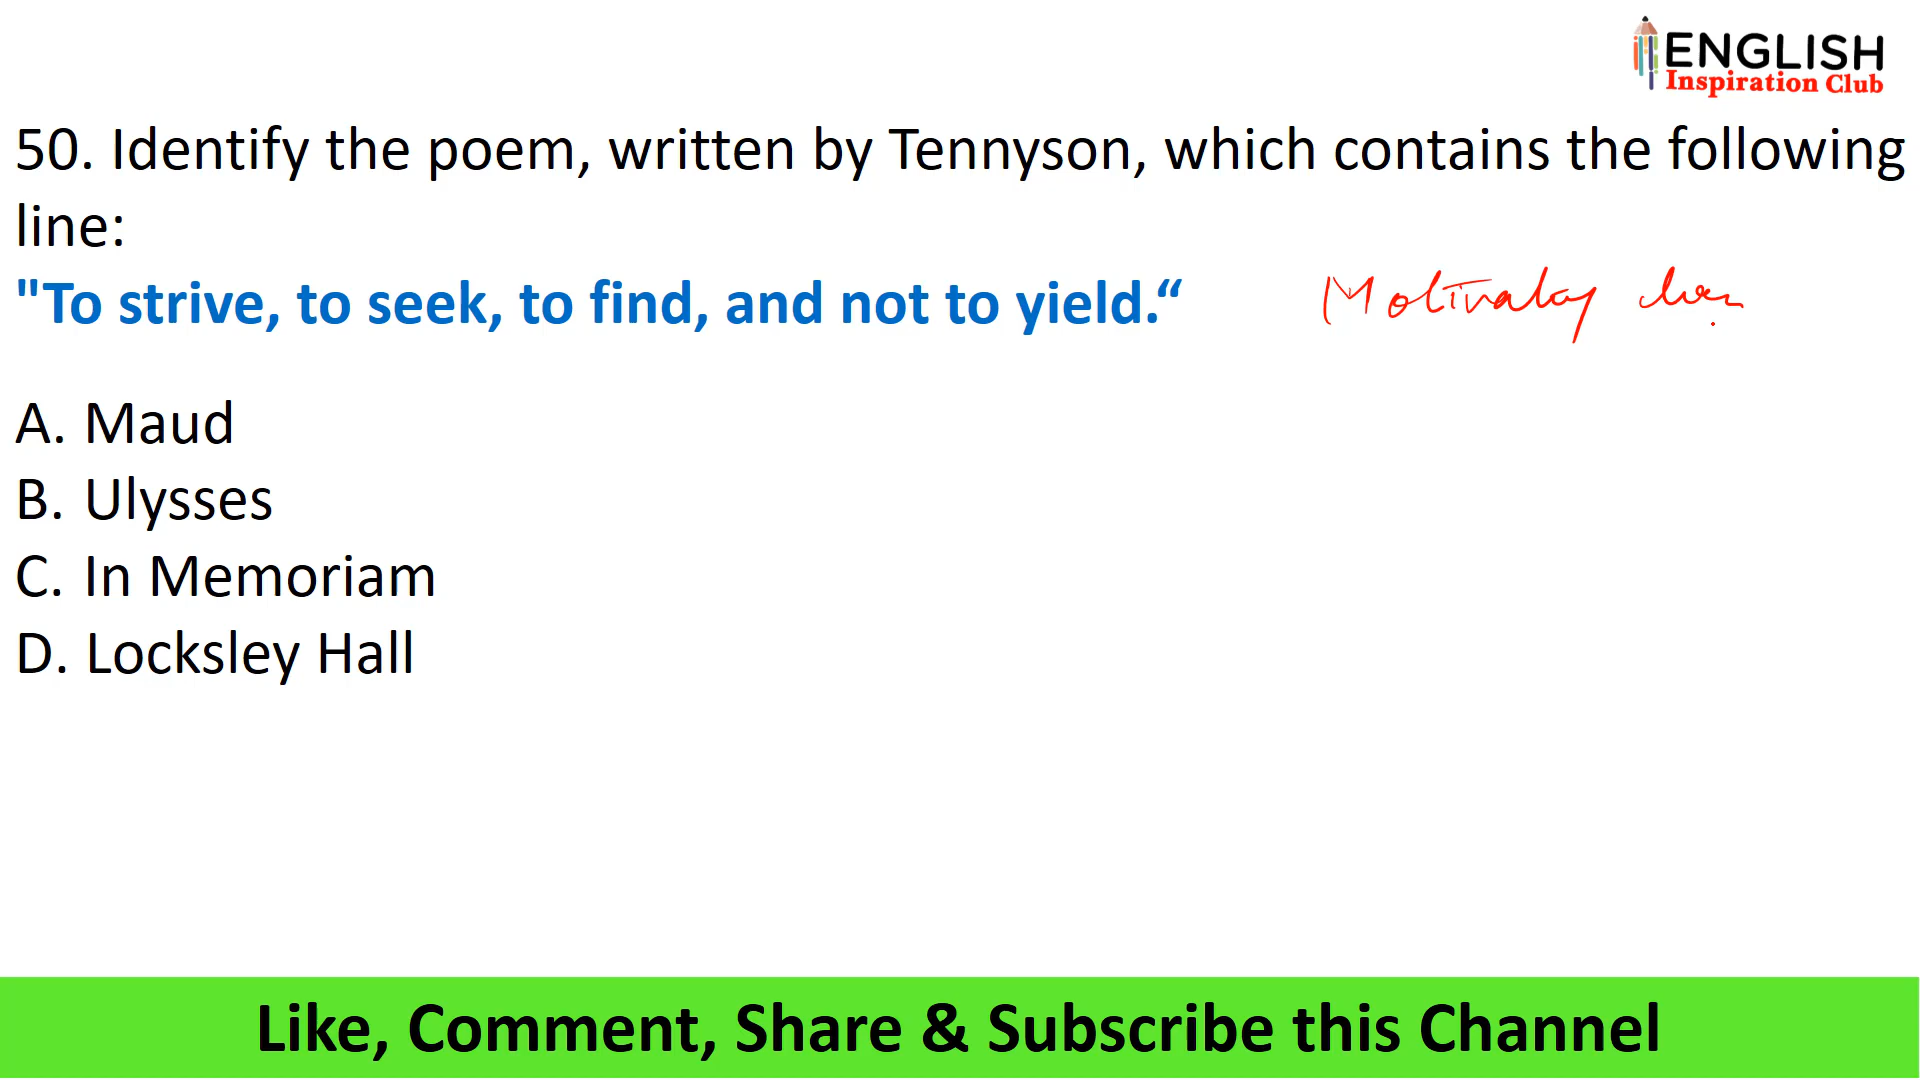 ENGLISH
Inspiration Club
50. Identify the poem, written by Tennyson, which contains the following
line:
"To strive, to seek, to find, and not to yield.“
A. Maud
B. Ulysses
C. In Memoriam
D. Locksley Hall
Like, Comment, Share & Subscribe this Channel